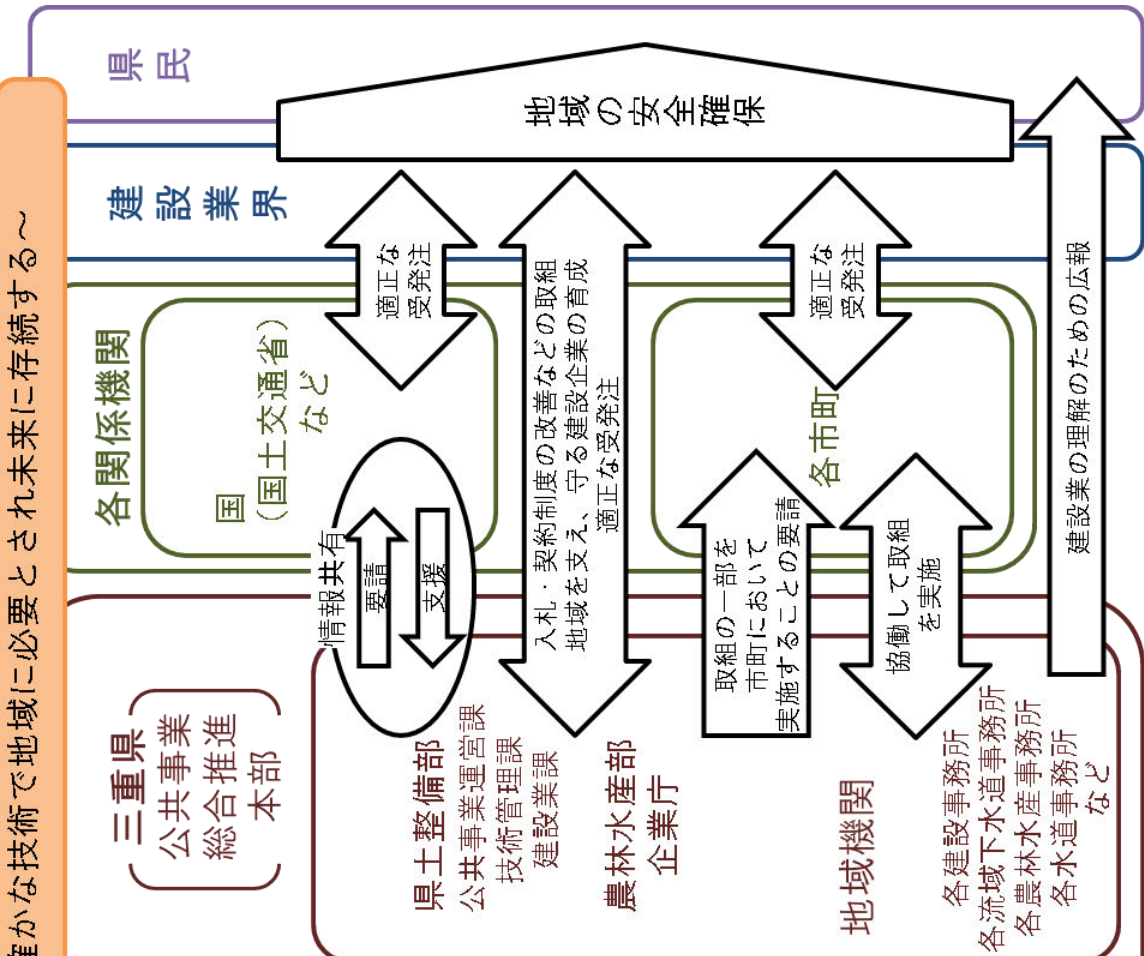 確かな技術で地域に必要とされ未来に存続する～
三重県
公共事業
総合推進
本部
県土整備部
公共事業運営課
技術管理課
建設業課
農林水産部
企業庁
地域機関
各建設事務所
各流域下水道事務所
各農林水産事務所
各水道事務所
など
各関係機関
国
（国土交通省）
など
各市町
情報共有
要請
支援
入札・契約制度の改善などの取組
地域を支え、守る建設企業の育成
適正な受発注
取組の一部を
市町において
実施することの要請
協働して取組
を実施
適正な
受発注
適正な
受発注
建設業界
県民
地域の安全確保
建設業の理解のための広報